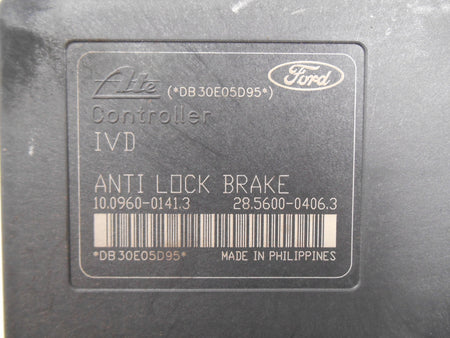 Ate (*DB30E05D95*) Ford
Controller
IVD
ANTI LOCK BRAKE
10.0960-0141.3 28.5600-0406.3
*DB30E05D95* MADE IN PHILIPPINES